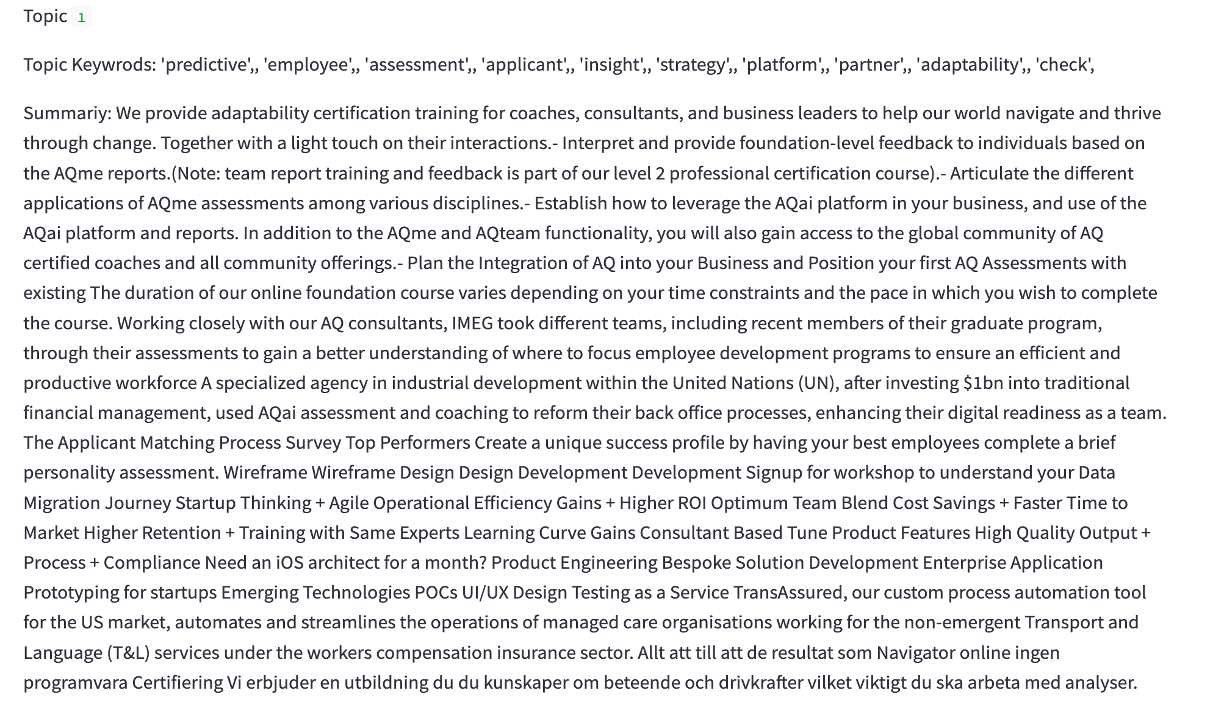 Topic 1
Topic Keywrods: 'predictive',, 'employee',, 'assessment',, 'applicant',, 'insight',, 'strategy',, 'platform',, 'partner',, 'adaptability',, 'check',
Summariy: We provide adaptability certification training for coaches, consultants, and business leaders to help our world navigate and thrive
through change. Together with a light touch on their interactions.- Interpret and provide foundation-level feedback to individuals based on
the AQme reports.(Note: team report training and feedback is part of our level 2 professional certification course).- Articulate the different
applications of AQme assessments among various disciplines.- Establish how to leverage the AQai platform in your business, and use of the
AQai platform and reports. In addition to the AQme and AQteam functionality, you will also gain access to the global community of AQ
certified coaches and all community offerings.- Plan the Integration of AQ into your Business and Position your first AQ Assessments with
existing The duration of our online foundation course varies depending on your time constraints and the pace in which you wish to complete
the course. Working closely with our AQ consultants, IMEG took different teams, including recent members of their graduate program,
through their assessments to gain a better understanding of where to focus employee development programs to ensure an efficient and
productive workforce A specialized agency in industrial development within the United Nations (UN), after investing $1bn into traditional
financial management, used AQai assessment and coaching to reform their back office processes, enhancing their digital readiness as a team.
The Applicant Matching Process Survey Top Performers Create a unique success profile by having your best employees complete a brief
personality assessment. Wireframe Wireframe Design Design Development Development Signup for workshop to understand your Data
Migration Journey Startup Thinking + Agile Operational Efficiency Gains + Higher ROI Optimum Team Blend Cost Savings + Faster Time to
Market Higher Retention + Training with Same Experts Learning Curve Gains Consultant Based Tune Product Features High Quality Output +
Process + Compliance Need an iOS architect for a month? Product Engineering Bespoke Solution Development Enterprise Application
Prototyping for startups Emerging Technologies POCs UI/UX Design Testing as a Service TransAssured, our custom process automation tool
for the US market, automates and streamlines the operations of managed care organisations working for the non-emergent Transport and
Language (T&L) services under the workers compensation insurance sector. Allt att till att de resultat som Navigator online ingen
programvara Certifiering Vi erbjuder en utbildning du du kunskaper om beteende och drivkrafter vilket viktigt du ska arbeta med analyser.